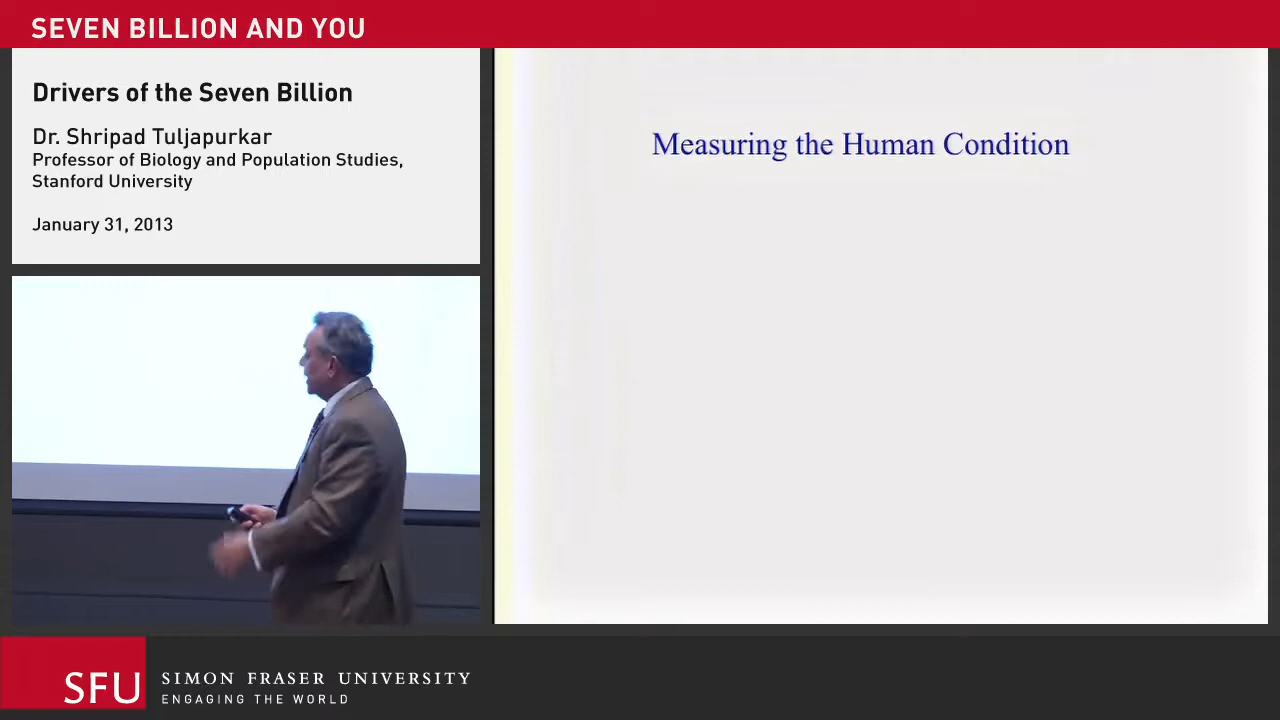 SEVEN BILLION AND YOU
Drivers of the Seven Billion
Dr. Shripad Tuljapurkar
Professor of Biology and Population Studies,
Stanford University
January 31, 2013
Measuring the Human Condition
SFU
SIMON FRASER UNIVERSITY
ENGAGING THE WORLD